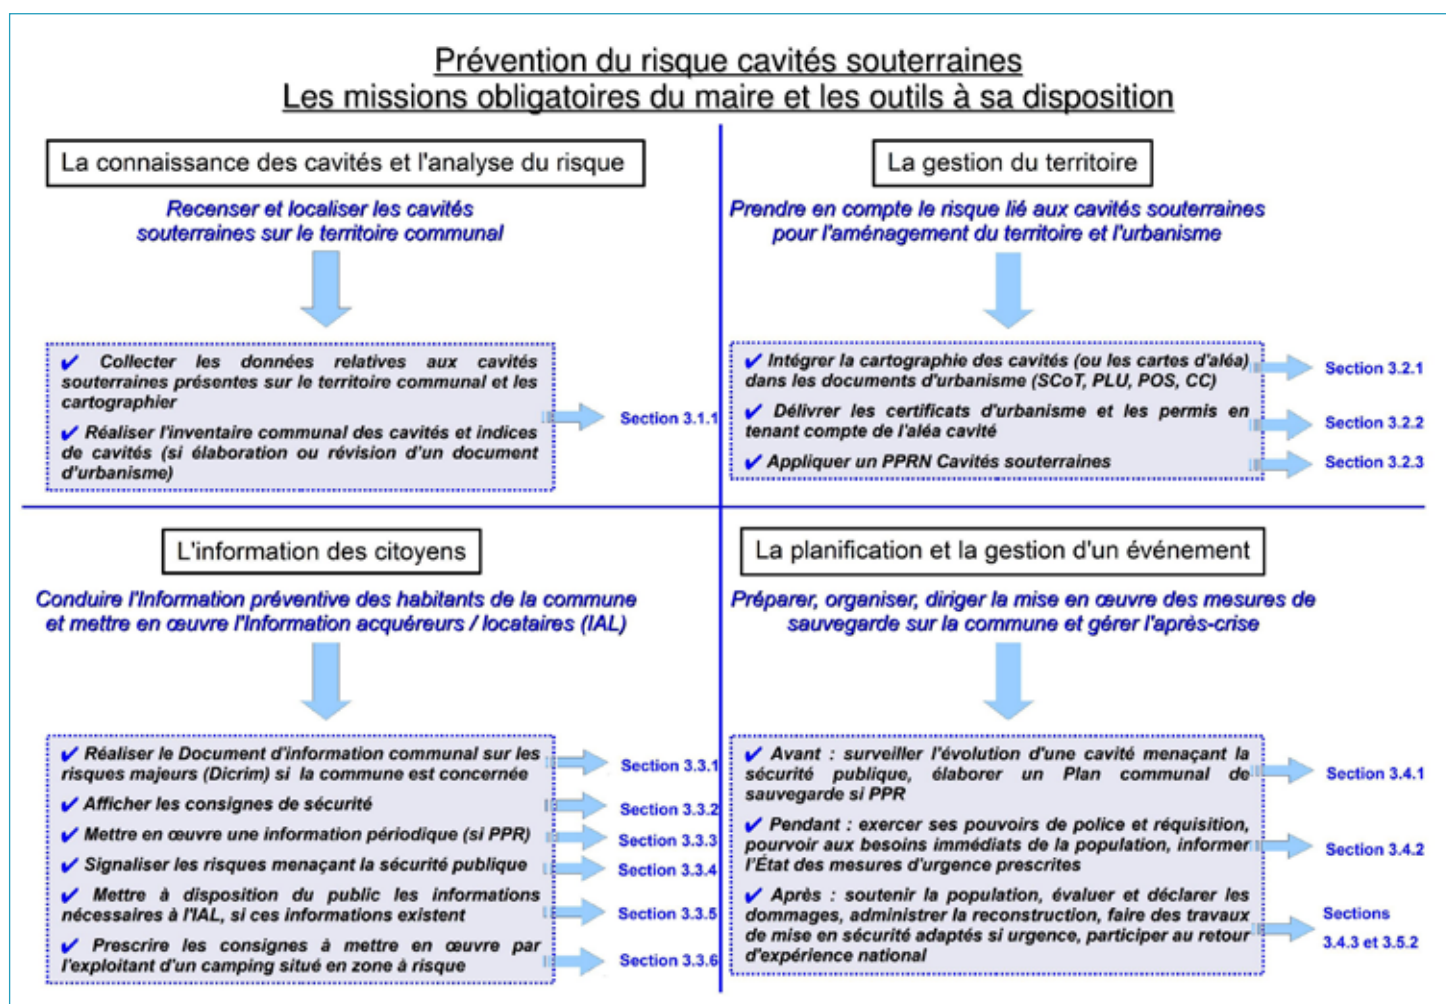 Prévention du risque cavités souterraines
Les missions obligatoires du maire et les outils à sa disposition
La connaissance des cavités et l'analyse du risque
Recenser et localiser les cavités
souterraines sur le territoire communal
✔ Collecter les données relatives aux cavités
souterraines présentes sur le territoire communal et les
cartographier
✔ Réaliser l'inventaire communal des cavités et indices
de cavités (si élaboration ou révision d'un document
d'urbanisme)
Section 3.1.1
La gestion du territoire
Prendre en compte le risque lié aux cavités souterraines
pour l'aménagement du territoire et l'urbanisme
✔ Intégrer la cartographie des cavités (ou les cartes d'aléa)
dans les documents d'urbanisme (SCoT, PLU, POS, CC)
Section 3.2.1
✔ Délivrer les certificats d'urbanisme et les permis en
tenant compte de l'aléa cavité
Section 3.2.2
✔ Appliquer un PPRN Cavités souterraines
Section 3.2.3
L'information des citoyens
Conduire l'Information préventive des habitants de la commune
et mettre en œuvre l'Information acquéreurs / locataires (IAL)
✔ Réaliser le Document d'information communal sur les
risques majeurs (Dicrim) si la commune est concernée
Section 3.3.1
✔ Afficher les consignes de sécurité
Section 3.3.2
✔ Mettre en œuvre une information périodique (si PPR)
Section 3.3.3
✔ Signaliser les risques menaçant la sécurité publique
Section 3.3.4
✔ Mettre à disposition du public les informations
nécessaires à l'IAL, si ces informations existent
Section 3.3.5
✔ Prescrire les consignes à mettre en œuvre par
l'exploitant d'un camping situé en zone à risque
Section 3.3.6
La planification et la gestion d'un événement
Préparer, organiser, diriger la mise en œuvre des mesures de
sauvegarde sur la commune et gérer l'après-crise
✔ Avant : surveiller l'évolution d'une cavité menaçant la
sécurité publique, élaborer un Plan communal de
sauvegarde si PPR
Section 3.4.1
✔ Pendant : exercer ses pouvoirs de police et réquisition,
pourvoir aux besoins immédiats de la population, informer
l'État des mesures d'urgence prescrites
Section 3.4.2
✔ Après : soutenir la population, évaluer et déclarer les
dommages, administrer la reconstruction, faire des travaux
de mise en sécurité adaptés si urgence, participer au retour
d'expérience national
Sections
3.4.3 et 3.5.2